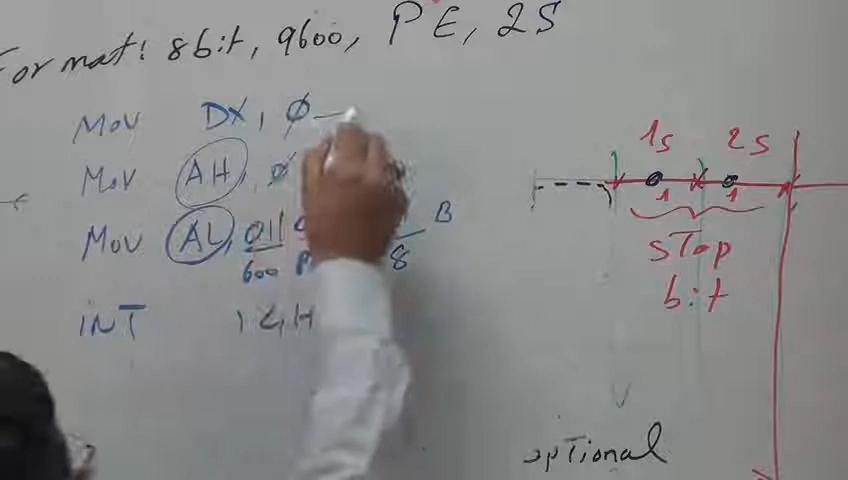 Format: 8bit, 9600, PE, 2S
MOV DX, Ø
MOV AH, Ø
MOV AL, 011 B
600 8
INT 14H
1S 2S
1 1
sTop
bit
opTional